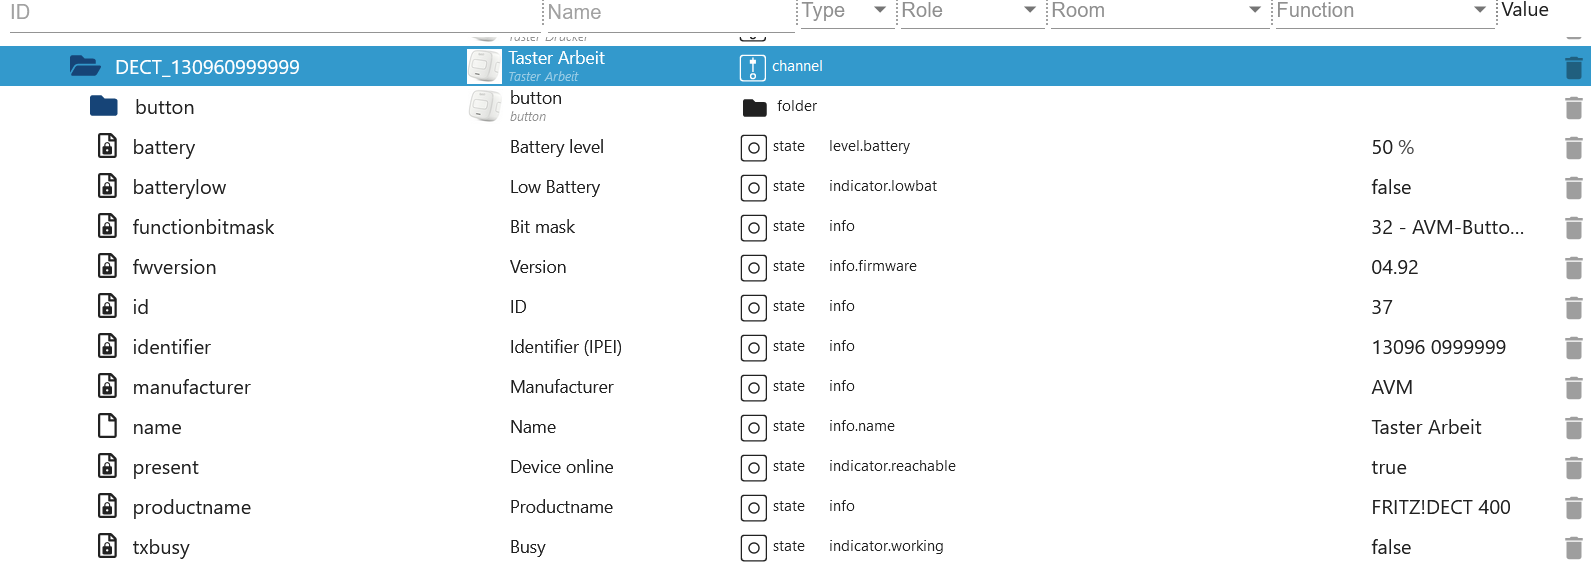 ID Name Type Role Room Function Value
Taster Drucker
DECT_130960999999 Taster Arbeit channel
Taster Arbeit
button button folder
button
battery Battery level state level.battery 50 %
batterylow Low Battery state indicator.lowbat false
functionbitmask Bit mask state info 32 - AVM-Butto...
fwversion Version state info.firmware 04.92
id ID state info 37
identifier Identifier (IPEI) state info 13096 0999999
manufacturer Manufacturer state info AVM
name Name state info.name Taster Arbeit
present Device online state indicator.reachable true
productname Productname state info FRITZ!DECT 400
txbusy Busy state indicator.working false